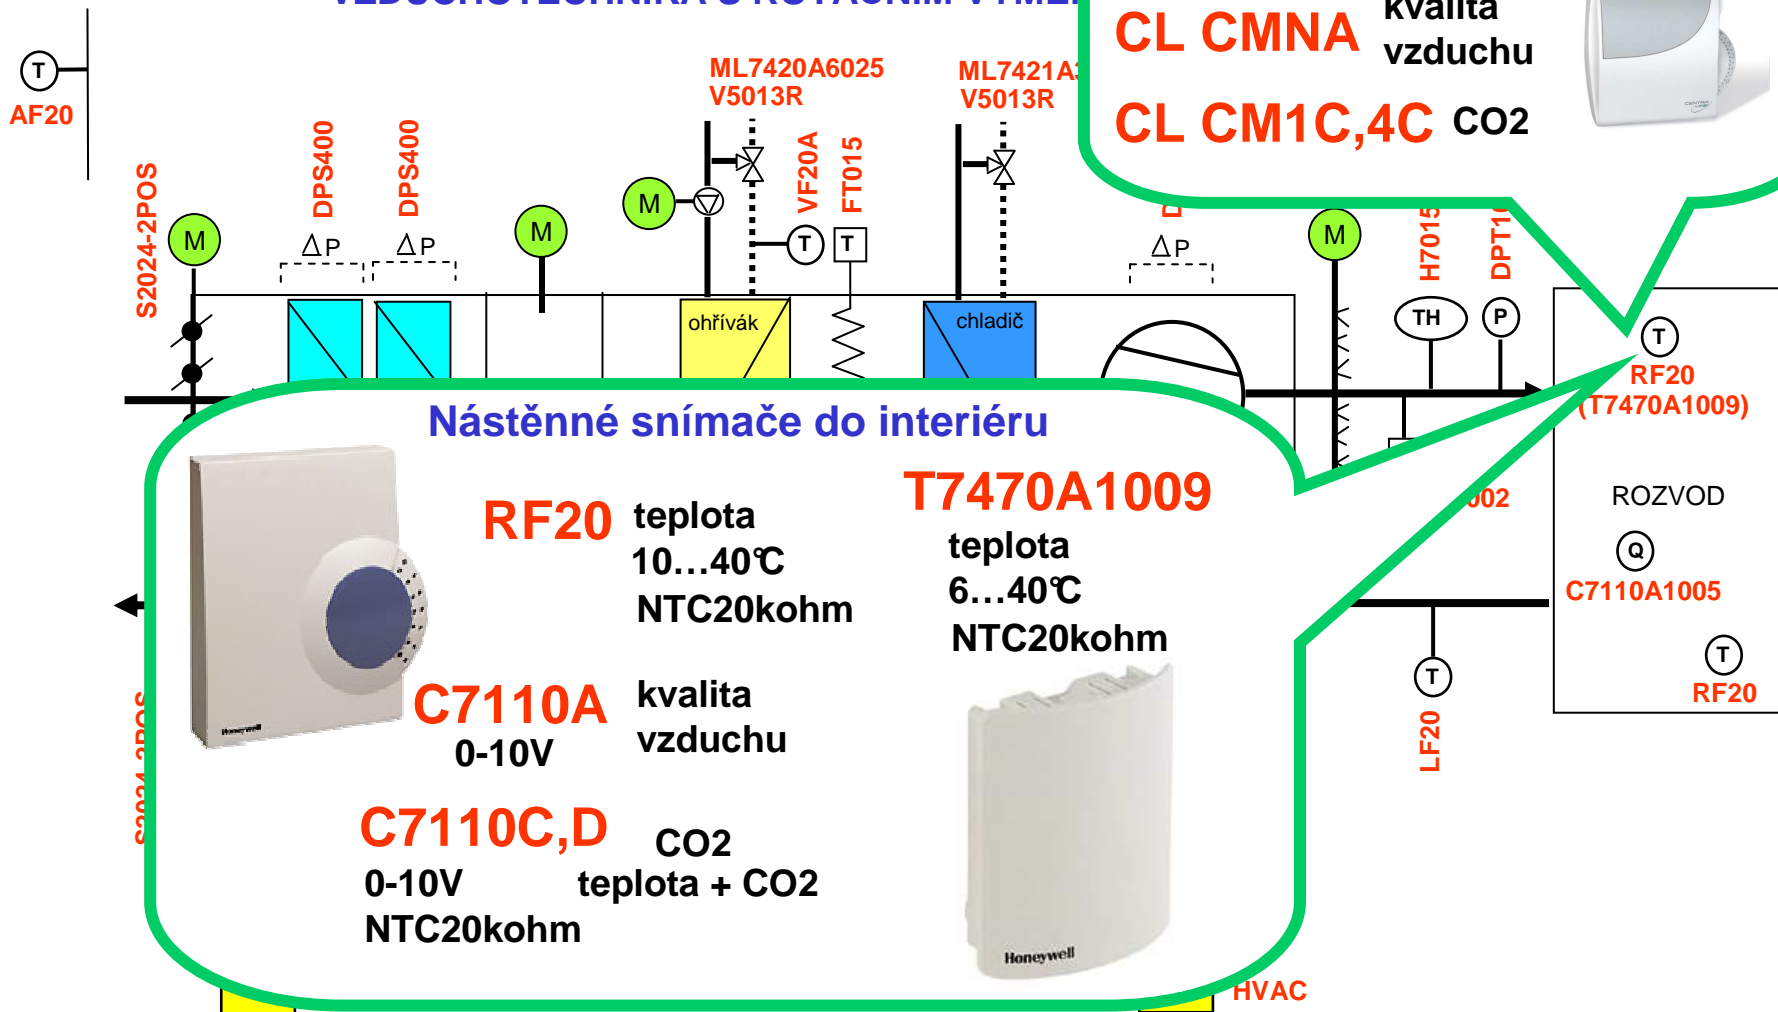 kvalita
CL CMNA
vzduchu
CL CM1C,4C CO2
T
AF20
ML7420A6025
V5013R
V5013R
S2024-2POS
DPS400
DPS400
VF20A
FT015
M
ΔP
ΔP
M
M
T
T
ΔP
M
H7015
ohřívák
chladič
TH
P
T
RF20
(T7470A1009)
ROZVOD
Q
C7110A1005
T
RF20
T
LF20
Nástěnné snímače do interiéru
RF20 teplota
10...40°C
NTC20kohm
T7470A1009
teplota
6...40°C
NTC20kohm
C7110A kvalita
0-10V vzduchu
C7110C,D CO2
0-10V teplota + CO2
NTC20kohm
Honeywell
Honeywell
HVAC